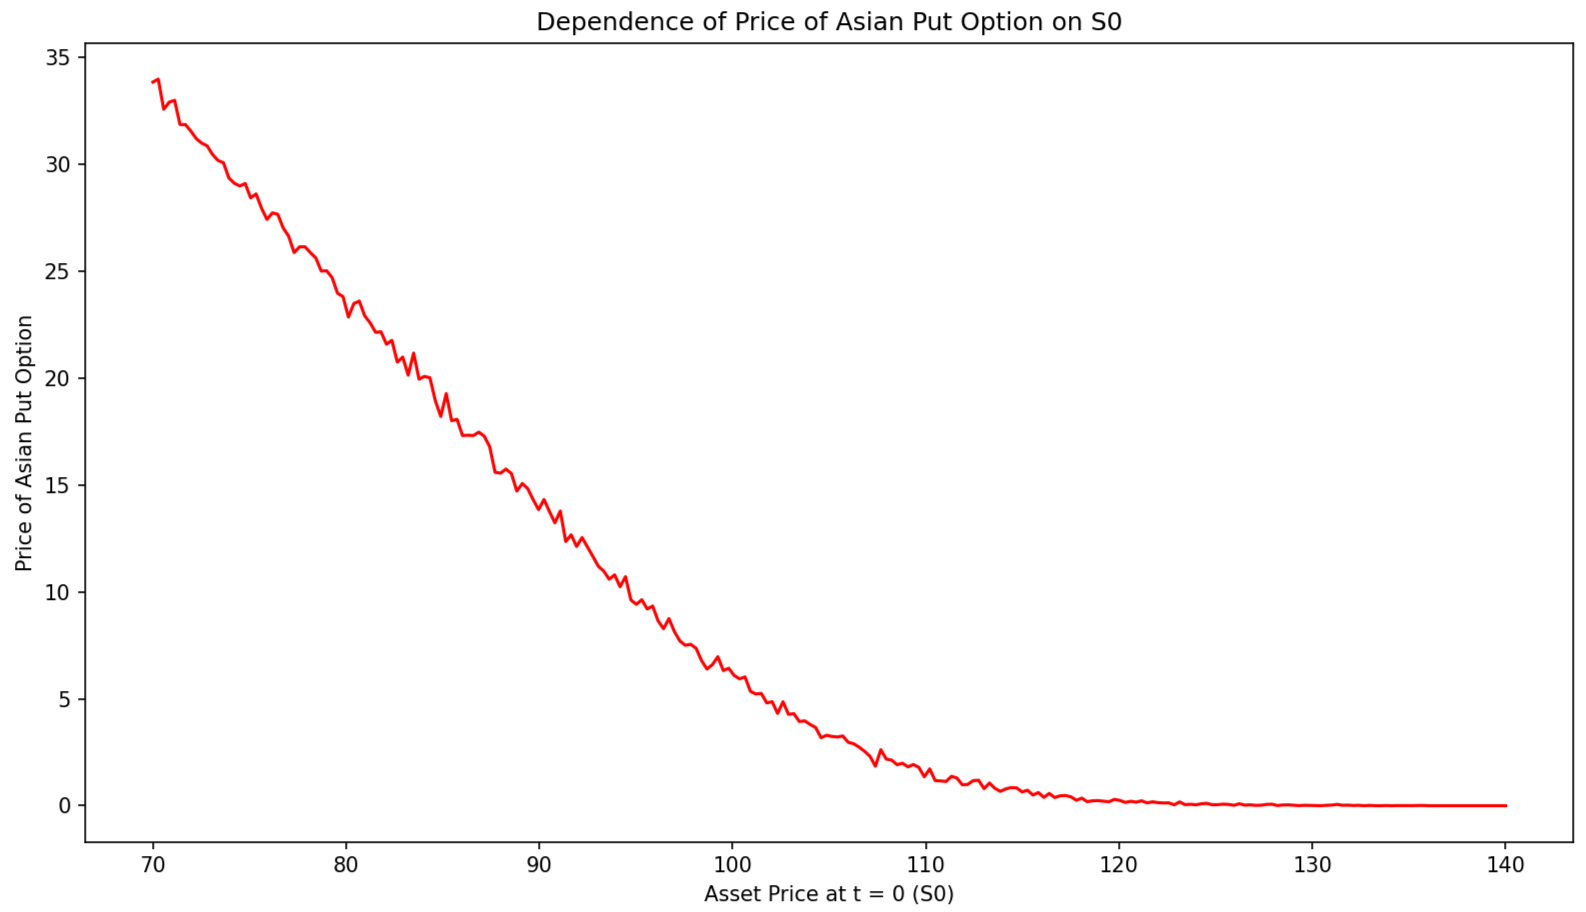 Dependence of Price of Asian Put Option on S0
35
30
25
20
15
10
5
0
Price of Asian Put Option
70 80 90 100 110 120 130 140
Asset Price at t = 0 (S0)